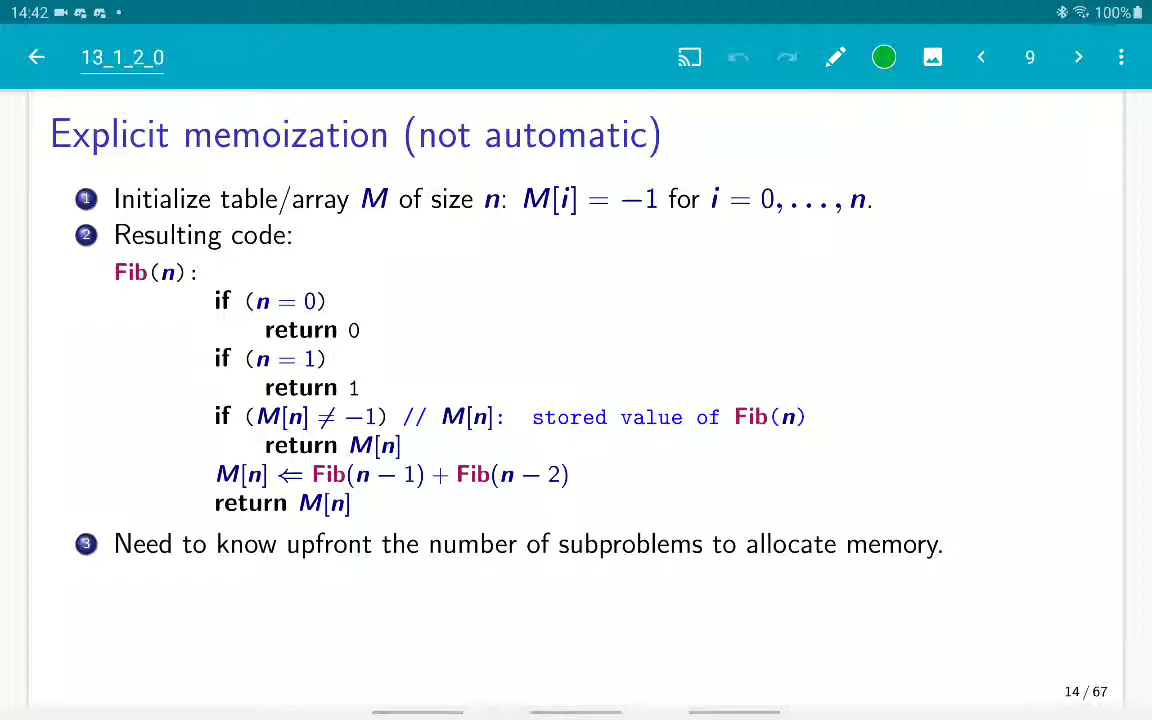 14:42
100%
13_1_2_0
9
Explicit memoization (not automatic)
1 Initialize table/array M of size n: M[i] = −1 for i = 0, . . . , n.
2 Resulting code:
Fib(n):
if (n = 0)
return 0
if (n = 1)
return 1
if (M[n] ≠ −1) // M[n]: stored value of Fib(n)
return M[n]
M[n] ⇐ Fib(n − 1) + Fib(n − 2)
return M[n]
3 Need to know upfront the number of subproblems to allocate memory.
14 / 67